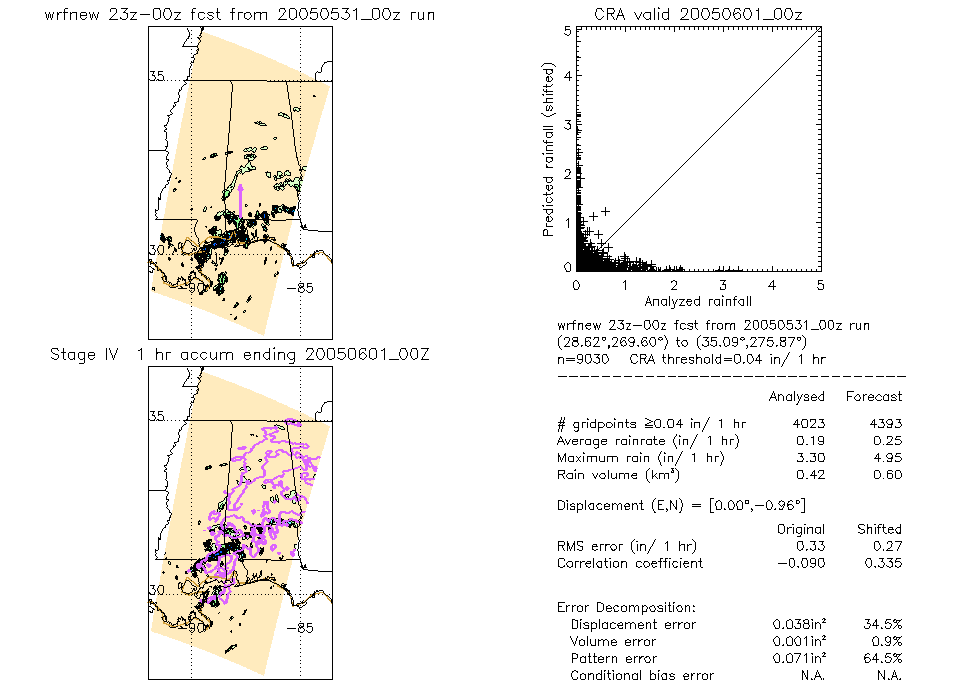 wrfnew 23z-00z fcst from 20050531_00z run
35
30
-90
-85
Stage IV 1 hr accum ending 20050601_00Z
35
30
-90
-85
CRA valid 20050601_00z
Predicted rainfall (shifted)
5
4
3
2
1
0
0 1 2 3 4 5
Analyzed rainfall
wrfnew 23z-00z fcst from 20050531_00z run
(28.62°,269.60°) to (35.09°,275.87°)
n=9030 CRA threshold=0.04 in/ 1 hr
Analysed Forecast
# gridpoints ≥0.04 in/ 1 hr 4023 4393
Average rainrate (in/ 1 hr) 0.19 0.25
Maximum rain (in/ 1 hr) 3.30 4.95
Rain volume (km³) 0.42 0.60
Displacement (E,N) = [0.00°,-0.96°]
Original Shifted
RMS error (in/ 1 hr) 0.33 0.27
Correlation coefficient -0.090 0.335
Error Decomposition:
Displacement error 0.038in² 34.5%
Volume error 0.001in² 0.9%
Pattern error 0.071in² 64.5%
Conditional bias error N.A. N.A.